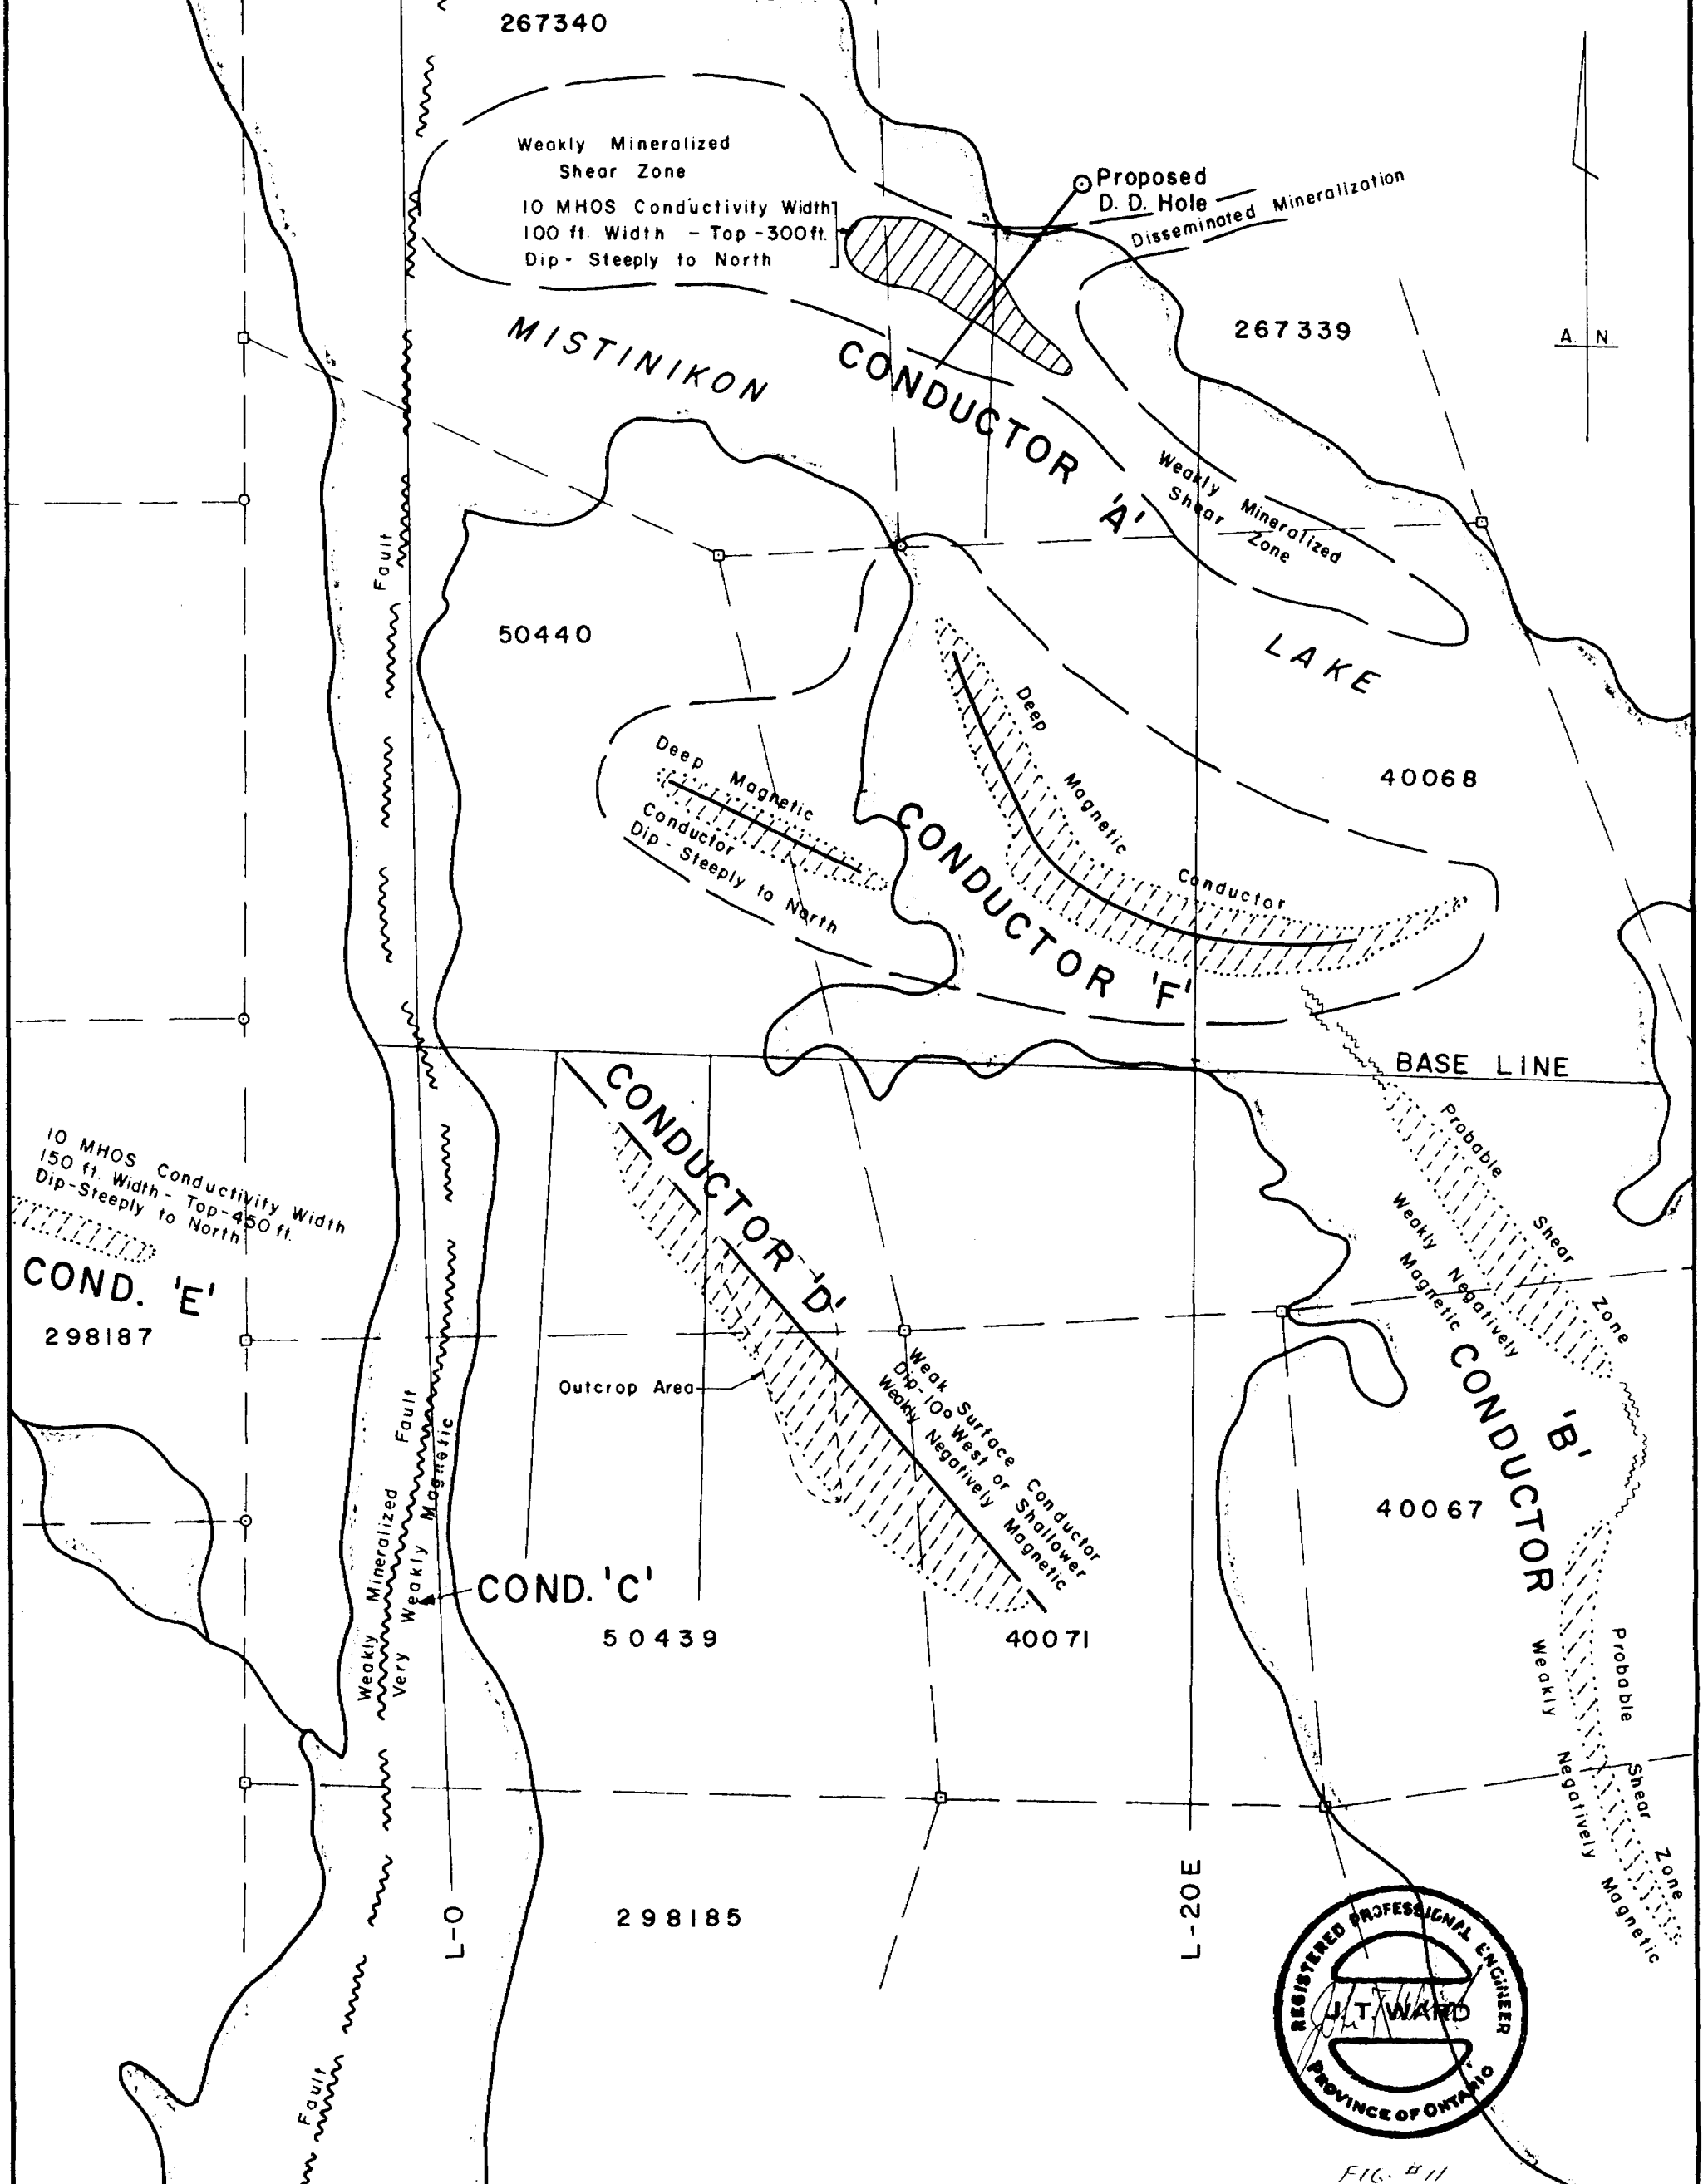 267340
Weakly Mineralized
Shear Zone
10 MHOS Conductivity Width
100 ft. Width - Top -300ft.
Dip - Steeply to North
Proposed
D. D. Hole
Disseminated Mineralization
267339
A. N.
MISTINIKON
LAKE
CONDUCTOR 'A'
Weakly Mineralized
Shear Zone
Fault
50440
Deep Magnetic
Conductor
Dip - Steeply to North
Deep Magnetic Conductor
40068
CONDUCTOR 'F'
BASE LINE
10 MHOS Conductivity Width
150 ft. Width - Top-450 ft.
Dip-Steeply to North
COND. 'E'
298187
CONDUCTOR 'D'
Probable Shear Zone
Weakly Negatively
Magnetic
CONDUCTOR 'B'
Outcrop Area
Weak Surface Conductor
Dip-10° West or Shallower
Weakly Negatively Magnetic
40067
Weakly Mineralized Fault
Very Weakly Magnetic
COND. 'C'
50439
40071
Probable Shear Zone
Weakly Negatively Magnetic
L-0
298185
L-20E
Fault
REGISTERED PROFESSIONAL ENGINEER
J. T. WARD
PROVINCE OF ONTARIO
FIG. #11